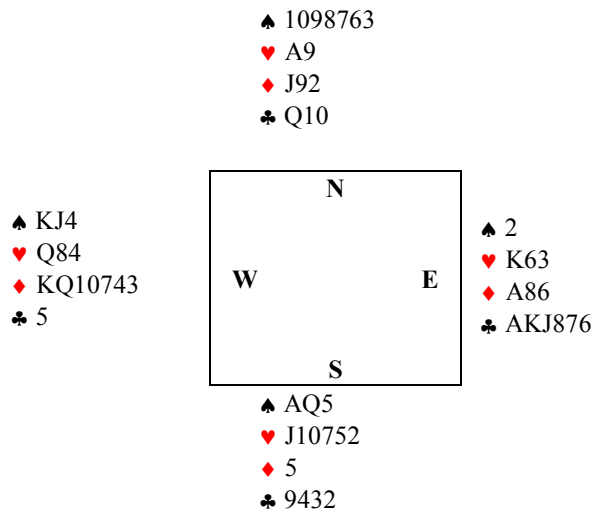 ♠ 1098763
♥ A9
♦ J92
♣ Q10
N
♠ KJ4
♥ Q84
♦ KQ10743
♣ 5
W
E
♠ 2
♥ K63
♦ A86
♣ AKJ876
S
♠ AQ5
♥ J10752
♦ 5
♣ 9432